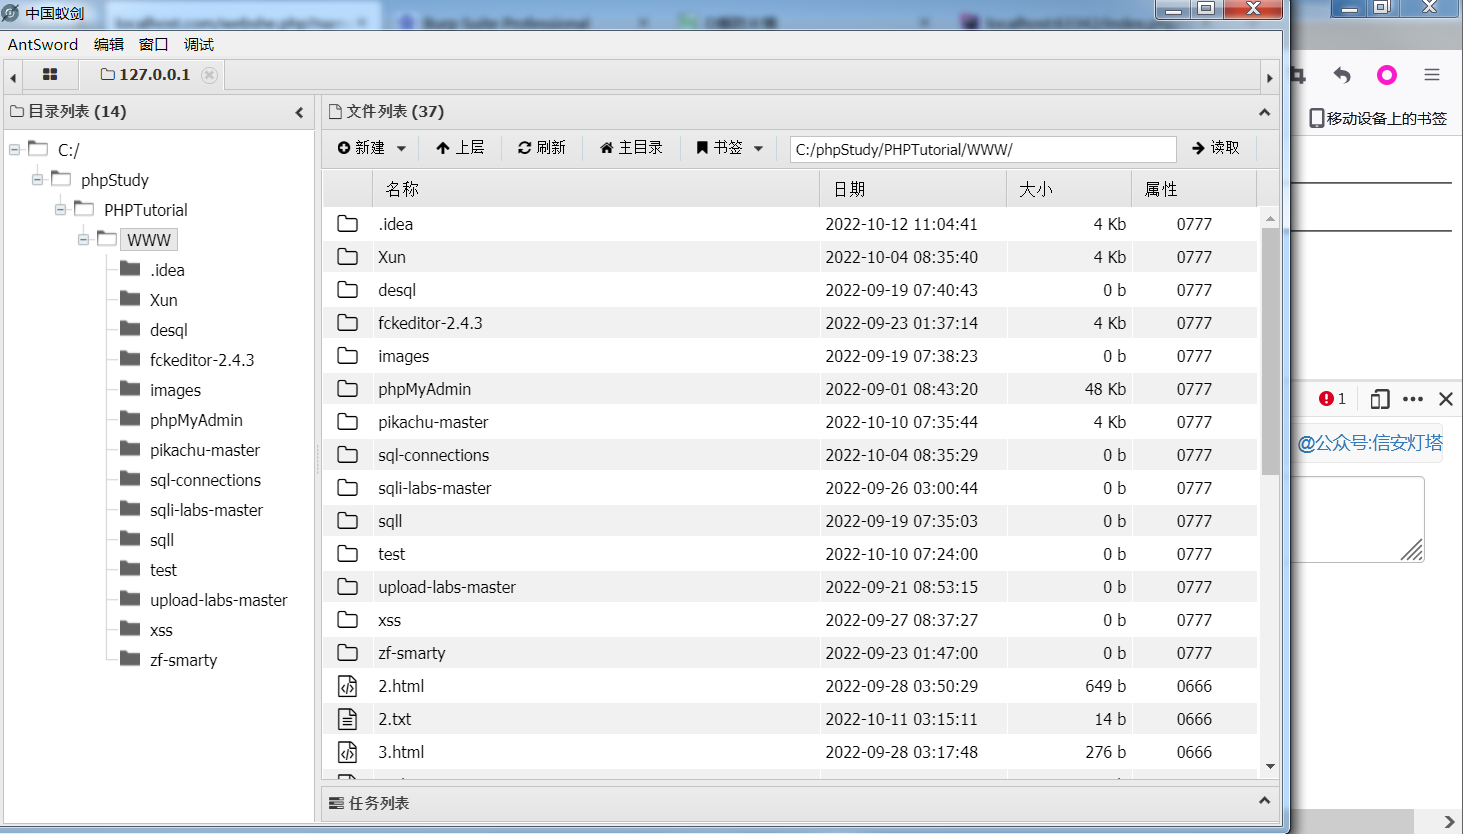 中国蚁剑
AntSword 编辑 窗口 调试
127.0.0.1
目录列表 (14)
C:/
phpStudy
PHPTutorial
WWW
.idea
Xun
desql
fckeditor-2.4.3
images
phpMyAdmin
pikachu-master
sql-connections
sqli-labs-master
sqll
test
upload-labs-master
xss
zf-smarty
文件列表 (37)
新建 上层 刷新 主目录 书签 C:/phpStudy/PHPTutorial/WWW/ 读取
名称 日期 大小 属性
.idea 2022-10-12 11:04:41 4 Kb 0777
Xun 2022-10-04 08:35:40 4 Kb 0777
desql 2022-09-19 07:40:43 0 b 0777
fckeditor-2.4.3 2022-09-23 01:37:14 4 Kb 0777
images 2022-09-19 07:38:23 0 b 0777
phpMyAdmin 2022-09-01 08:43:20 48 Kb 0777
pikachu-master 2022-10-10 07:35:44 4 Kb 0777
sql-connections 2022-10-04 08:35:29 0 b 0777
sqli-labs-master 2022-09-26 03:00:44 0 b 0777
sqll 2022-09-19 07:35:03 0 b 0777
test 2022-10-10 07:24:00 0 b 0777
upload-labs-master 2022-09-21 08:53:15 0 b 0777
xss 2022-09-27 08:37:27 0 b 0777
zf-smarty 2022-09-23 01:47:00 0 b 0777
2.html 2022-09-28 03:50:29 649 b 0666
2.txt 2022-10-11 03:15:11 14 b 0666
3.html 2022-09-28 03:17:48 276 b 0666
任务列表
移动设备上的书签
1
@公众号:信安灯塔